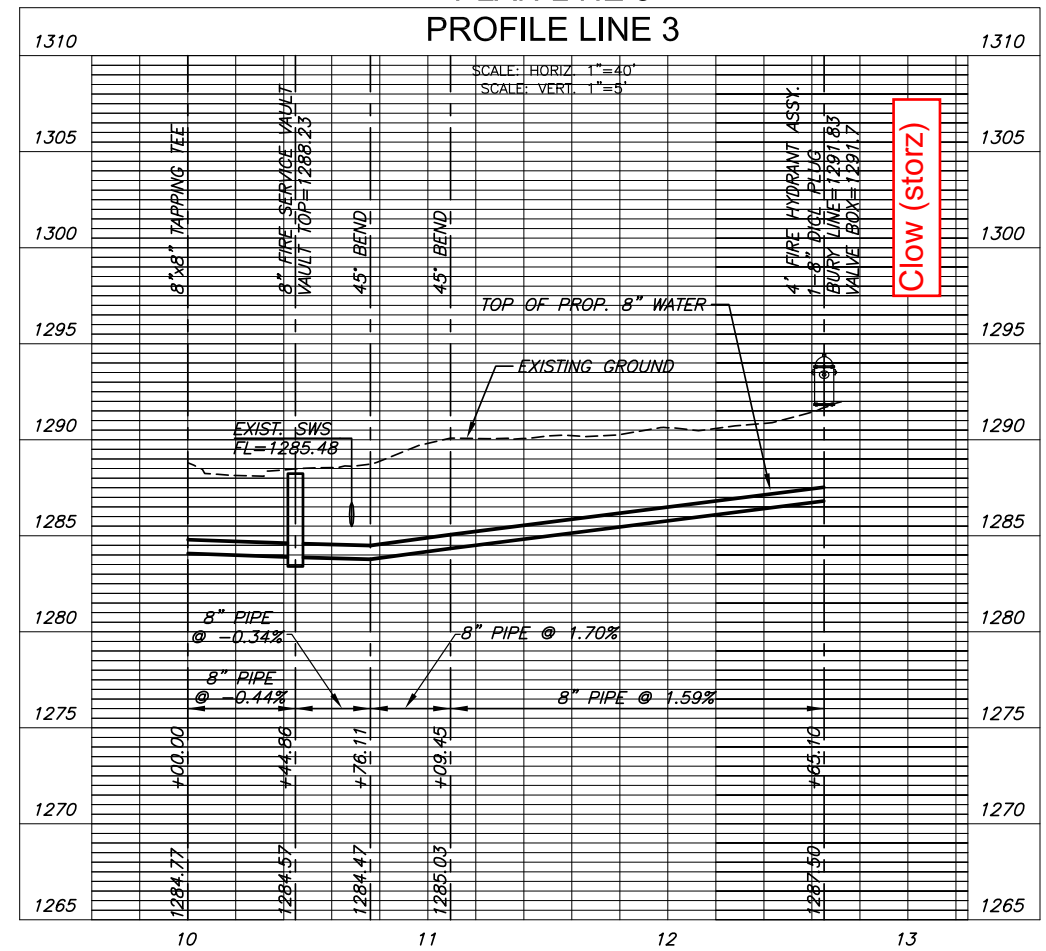 PROFILE LINE 3
SCALE: HORIZ. 1"=40'
SCALE: VERT. 1"=5'
1310
1305
1300
1295
1290
1285
1280
1275
1270
1265
1310
1305
1300
1295
1290
1285
1280
1275
1270
1265
8"x8" TAPPING TEE
8" FIRE SERVICE VAULT
VAULT TOP=1288.23
45° BEND
45° BEND
4' FIRE HYDRANT ASSY.
1-8" DICL PLUG
BURY LINE=1291.83
VALVE BOX=1291.7
Clow (storz)
TOP OF PROP. 8" WATER
EXISTING GROUND
EXIST. SWS
FL=1285.48
8" PIPE
@ -0.34%
8" PIPE @ 1.70%
8" PIPE
@ -0.44%
8" PIPE @ 1.59%
+00.00
+44.86
+76.11
+09.45
+65.10
1284.77
1284.57
1284.47
1285.03
1287.50
10
11
12
13